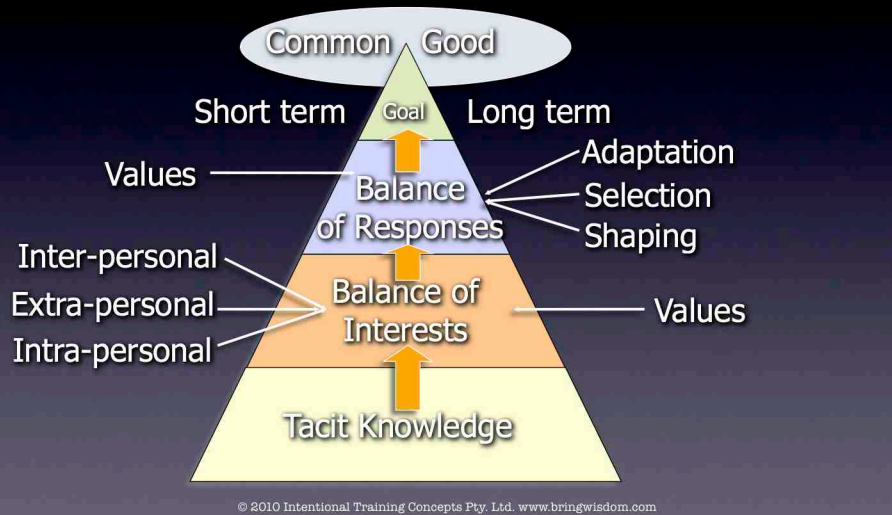 Common Good
Short term Goal Long term
Values
Balance
of Responses
Adaptation
Selection
Shaping
Inter-personal
Extra-personal
Intra-personal
Balance of
Interests
Values
Tacit Knowledge
© 2010 Intentional Training Concepts Pty. Ltd. www.bringwisdom.com